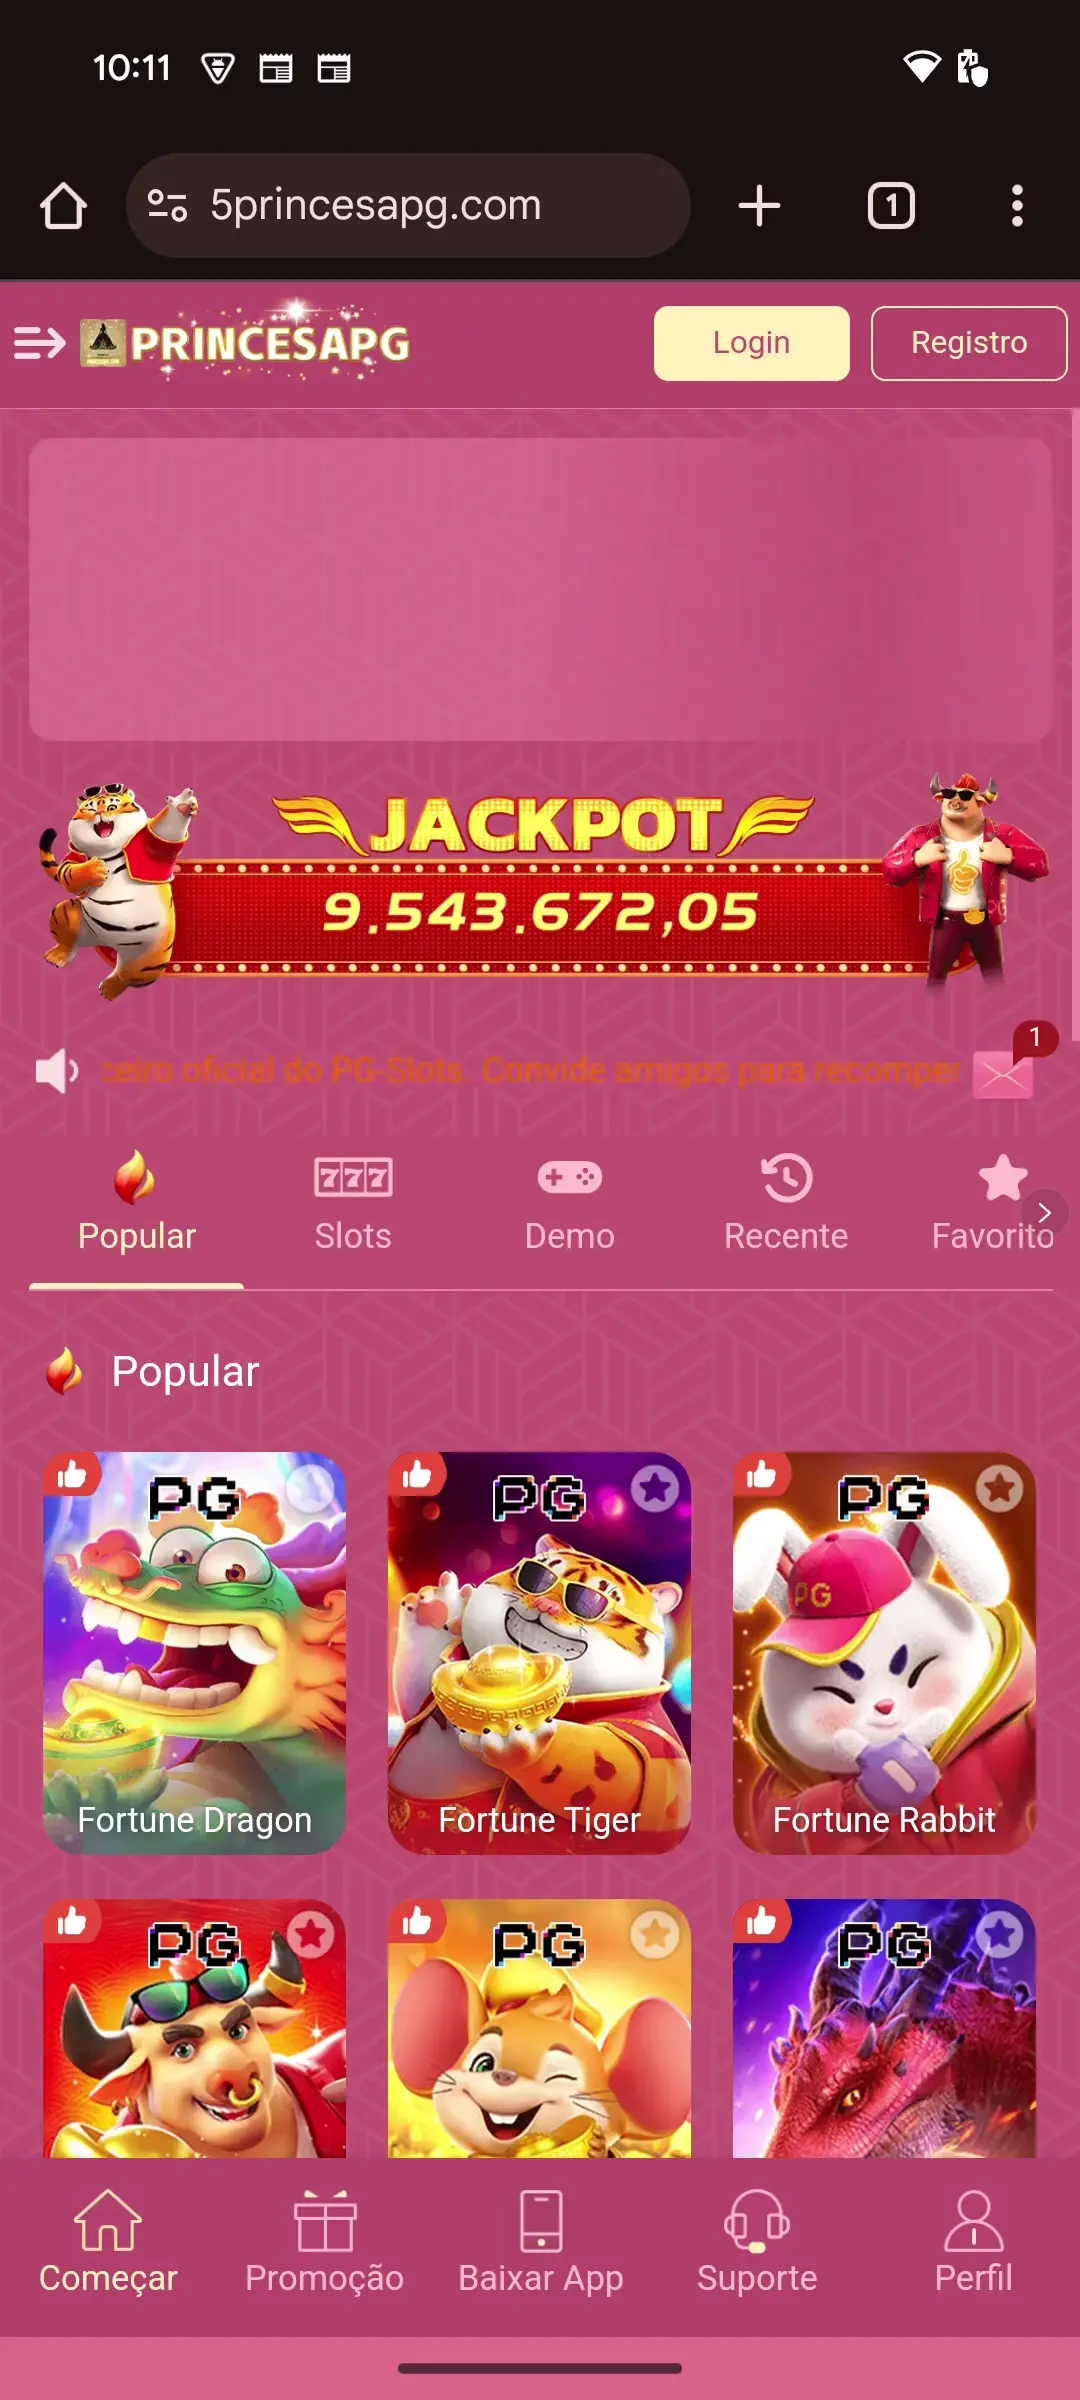 10:11
5princesapg.com
1
PRINCESAPG
Login
Registro
JACKPOT
9.543.672,05
1
ceiro oficial do PG-Slots. Convide amigos para recomper
777
Popular
Slots
Demo
Recente
Favorito
Popular
PG
PG
PG
PG
Fortune Dragon
Fortune Tiger
Fortune Rabbit
PG
PG
PG
Começar
Promoção
Baixar App
Suporte
Perfil